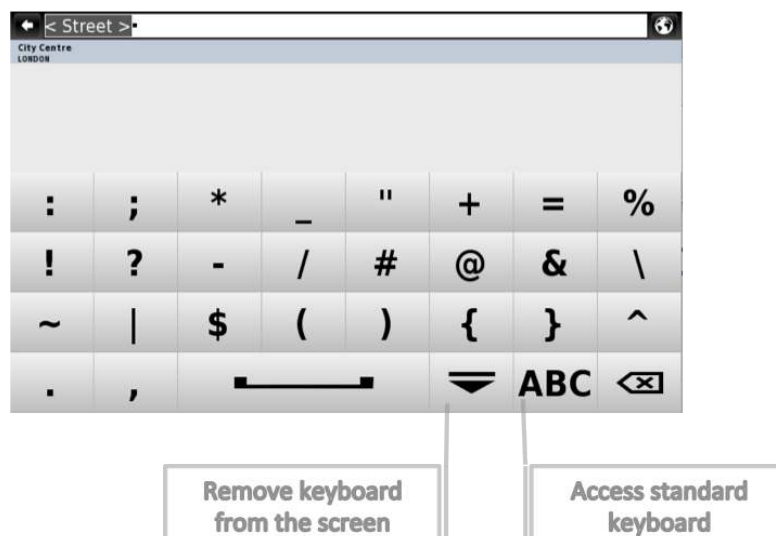 < Street >
City Centre
LONDON
: ; * _ " + = %
! ? - / # @ & \
~ | $ ( ) { } ^
. , ABC
Remove keyboard
from the screen
Access standard
keyboard